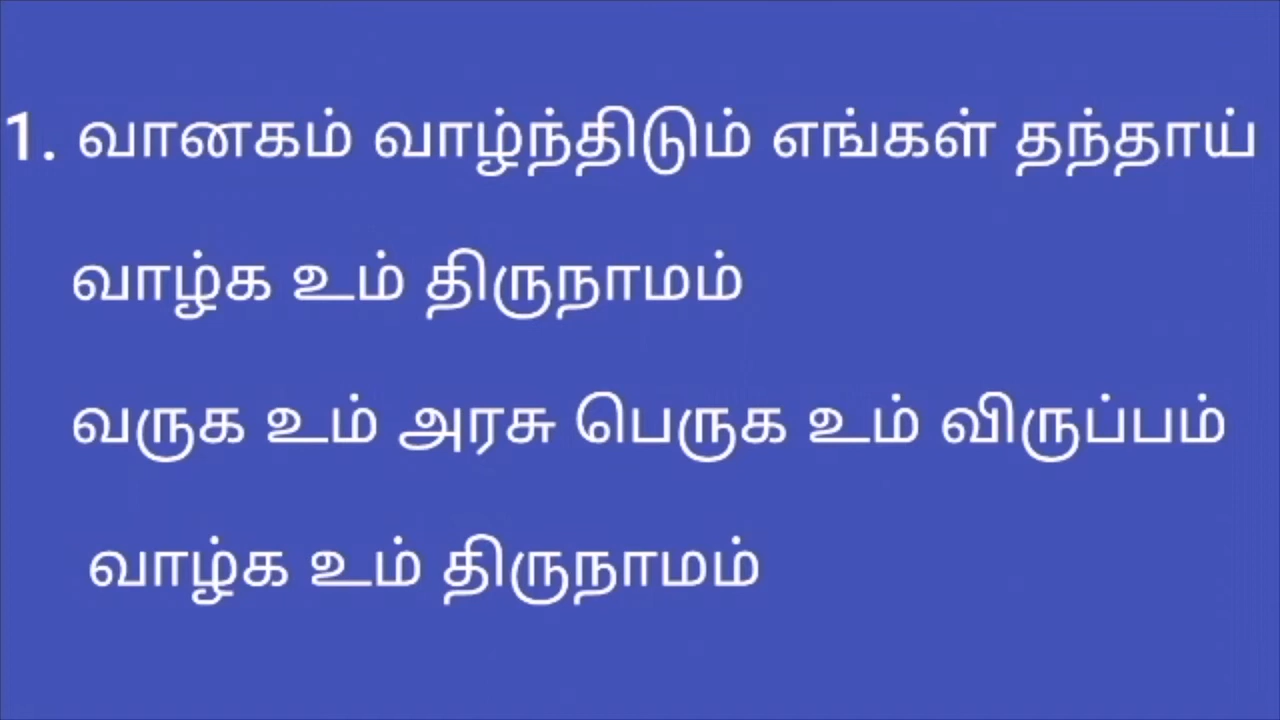 1. வானகம் வாழ்ந்திடும் எங்கள் தந்தாய்
வாழ்க உம் திருநாமம்
வருக உம் அரசு பெருக உம் விருப்பம்
வாழ்க உம் திருநாமம்